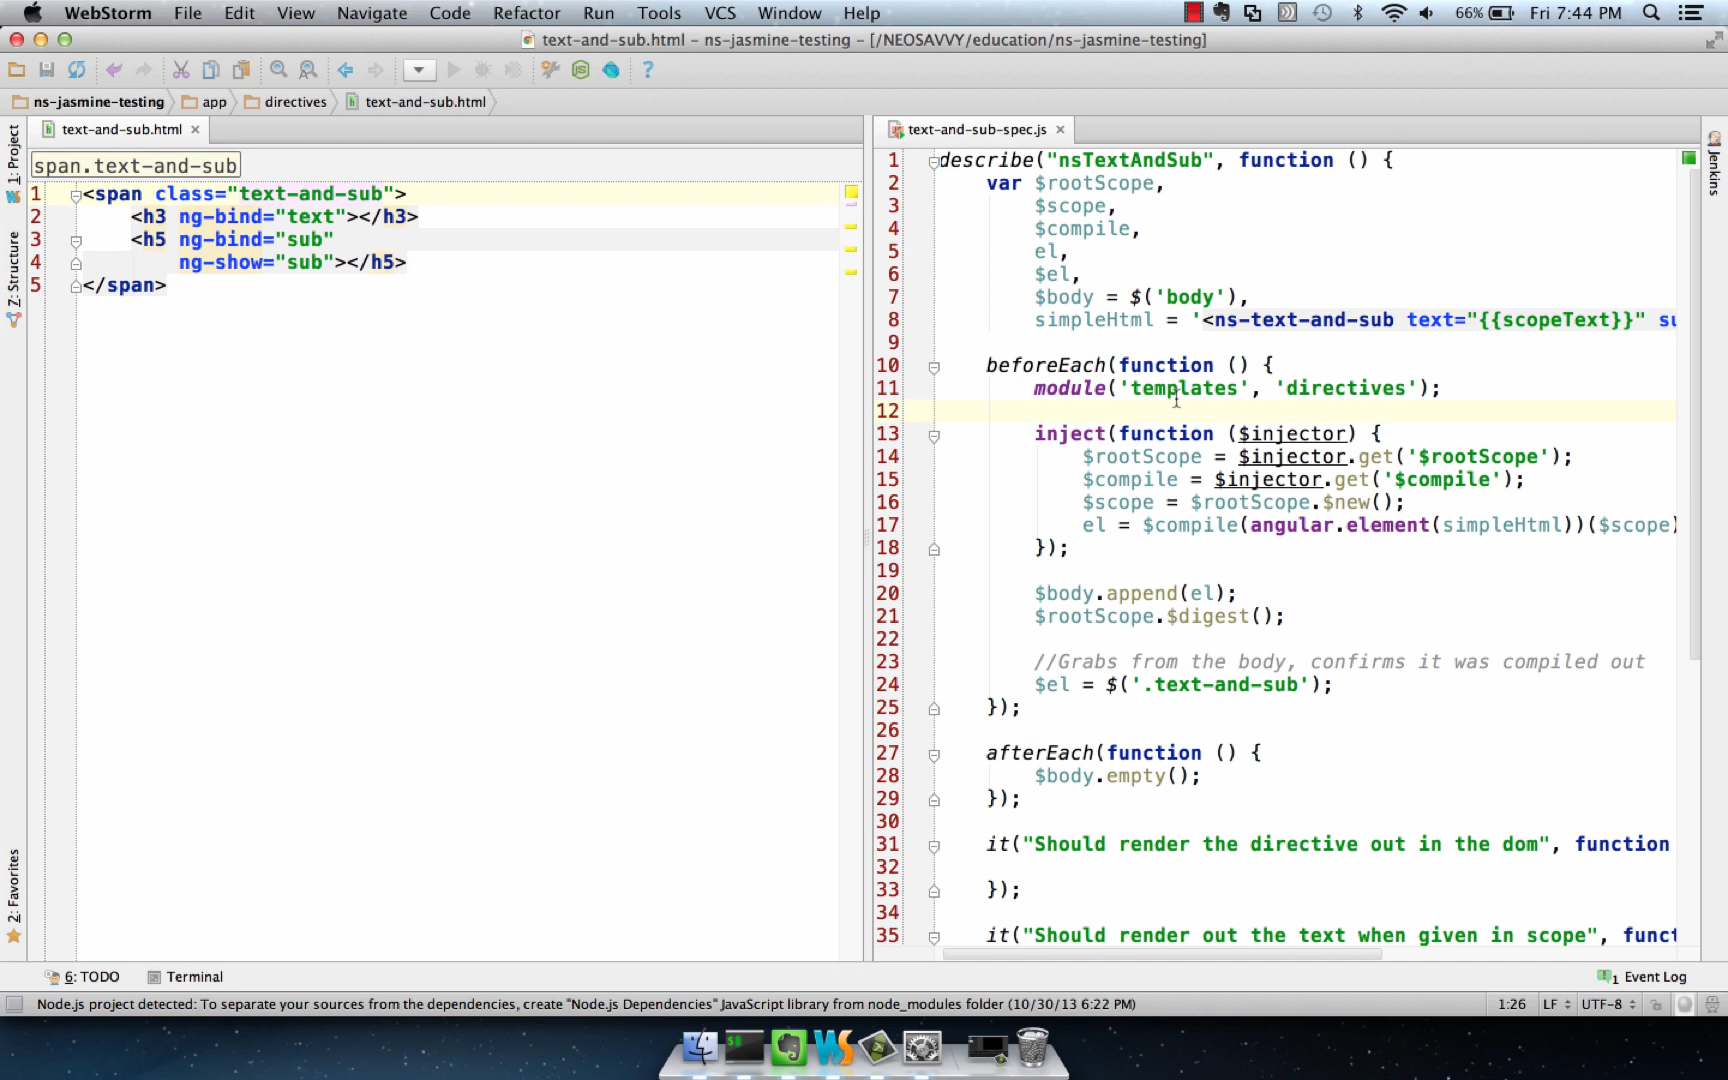 WebStorm File Edit View Navigate Code Refactor Run Tools VCS Window Help 66% Fri 7:44 PM
text-and-sub.html – ns-jasmine-testing – [/NEOSAVVY/education/ns-jasmine-testing]
ns-jasmine-testing app directives text-and-sub.html
text-and-sub.html
span.text-and-sub
1 <span class="text-and-sub">
2 <h3 ng-bind="text"></h3>
3 <h5 ng-bind="sub"
4 ng-show="sub"></h5>
5 </span>
text-and-sub-spec.js
1 describe("nsTextAndSub", function () {
2 var $rootScope,
3 $scope,
4 $compile,
5 el,
6 $el,
7 $body = $('body'),
8 simpleHtml = '<ns-text-and-sub text="{{scopeText}}" su
9
10 beforeEach(function () {
11 module('templates', 'directives');
12
13 inject(function ($injector) {
14 $rootScope = $injector.get('$rootScope');
15 $compile = $injector.get('$compile');
16 $scope = $rootScope.$new();
17 el = $compile(angular.element(simpleHtml))($scope)
18 });
19
20 $body.append(el);
21 $rootScope.$digest();
22
23 //Grabs from the body, confirms it was compiled out
24 $el = $('.text-and-sub');
25 });
26
27 afterEach(function () {
28 $body.empty();
29 });
30
31 it("Should render the directive out in the dom", function
32
33 });
34
35 it("Should render out the text when given in scope", funct
1: Project
Z: Structure
2: Favorites
Jenkins
6: TODO Terminal 1 Event Log
Node.js project detected: To separate your sources from the dependencies, create "Node.js Dependencies" JavaScript library from node_modules folder (10/30/13 6:22 PM) 1:26 LF UTF-8